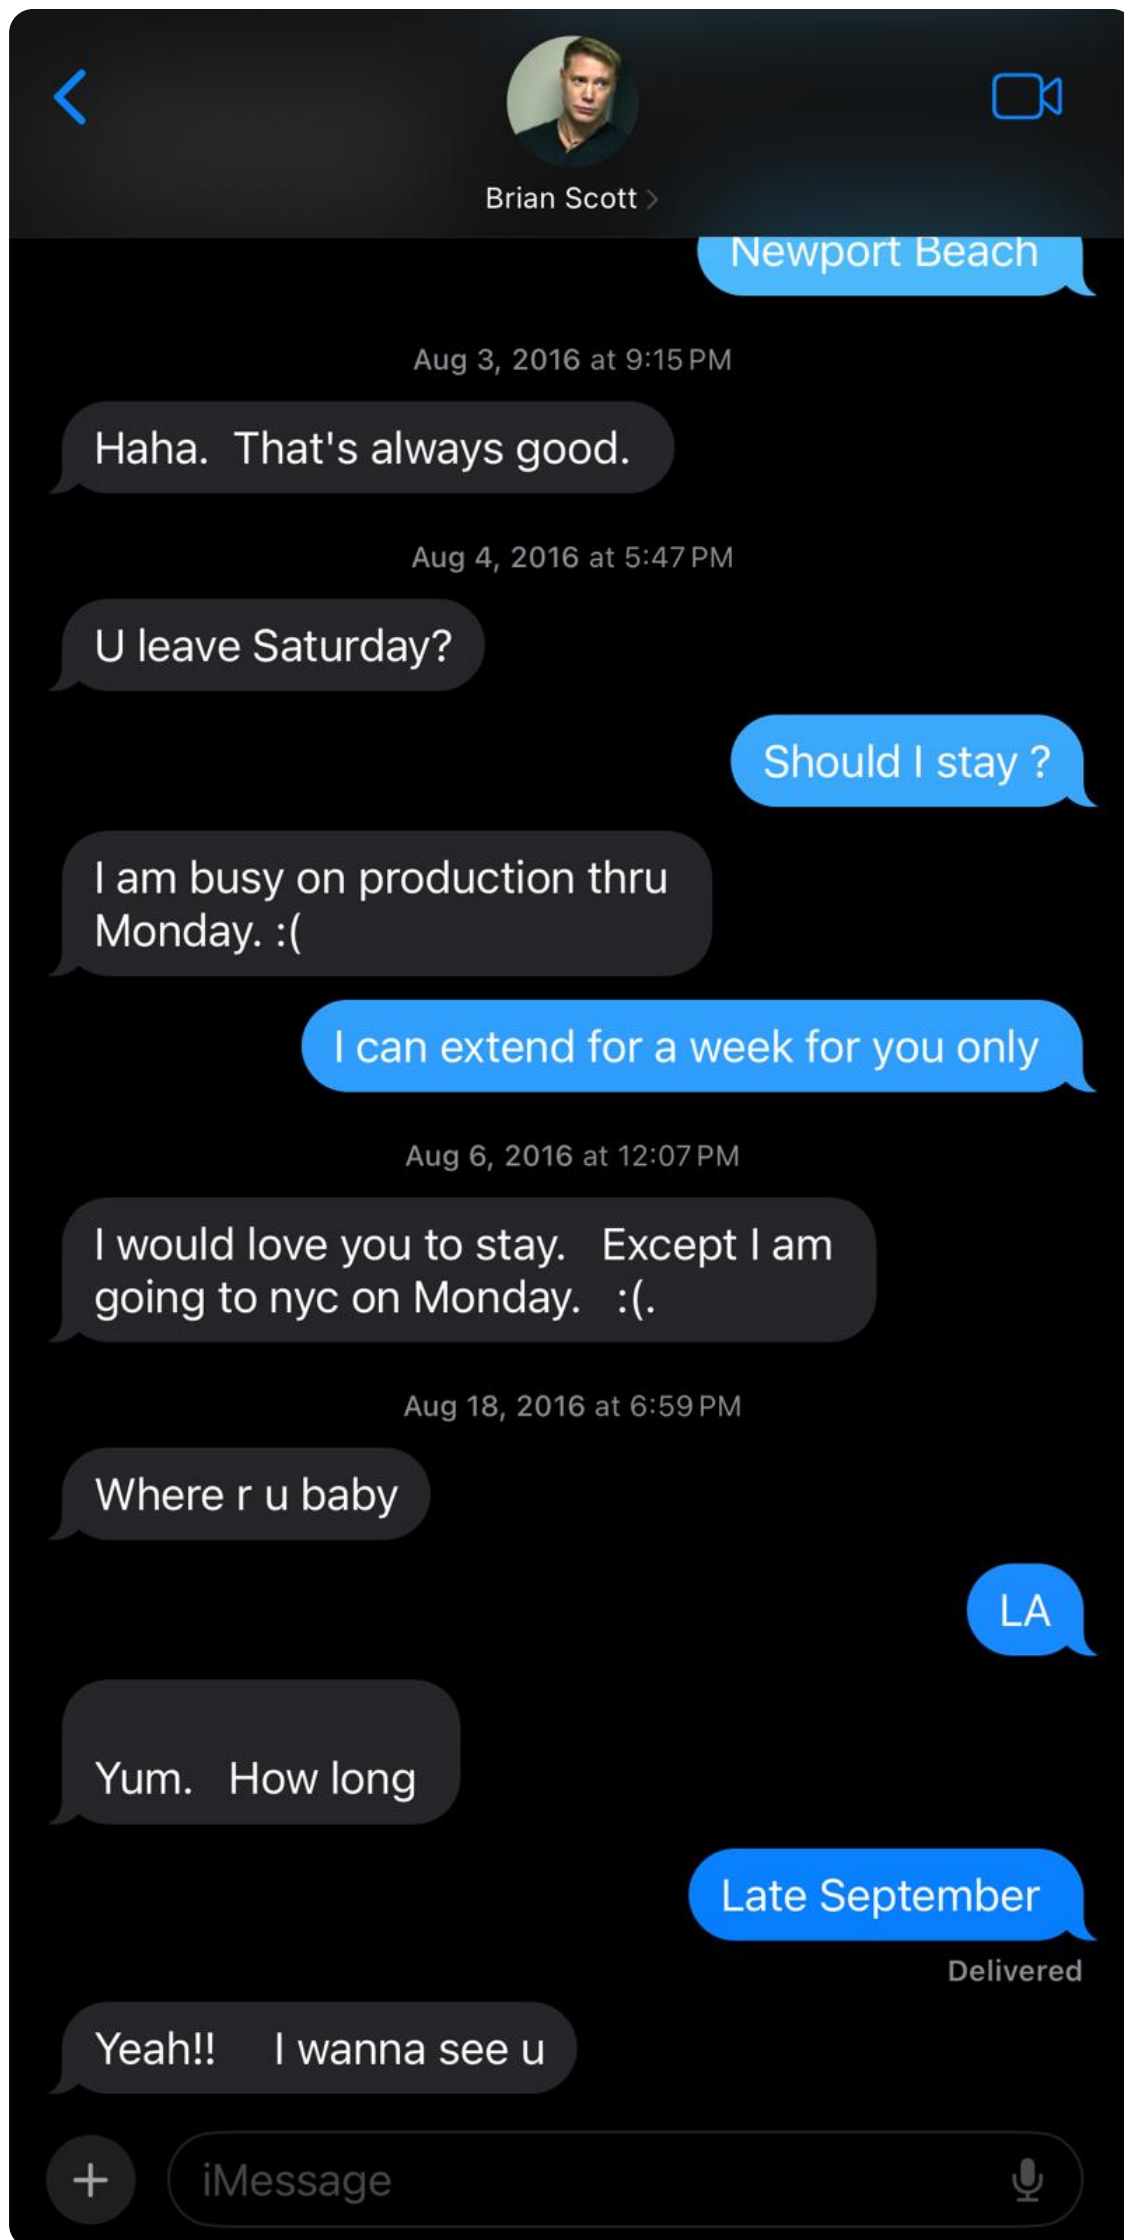 Brian Scott
Newport Beach
Aug 3, 2016 at 9:15 PM
Haha.  That's always good.
Aug 4, 2016 at 5:47 PM
U leave Saturday?
Should I stay ?
I am busy on production thru
Monday. :(
I can extend for a week for you only
Aug 6, 2016 at 12:07 PM
I would love you to stay.   Except I am
going to nyc on Monday.   :(.
Aug 18, 2016 at 6:59 PM
Where r u baby
LA
Yum.   How long
Late September
Delivered
Yeah!!     I wanna see u
iMessage